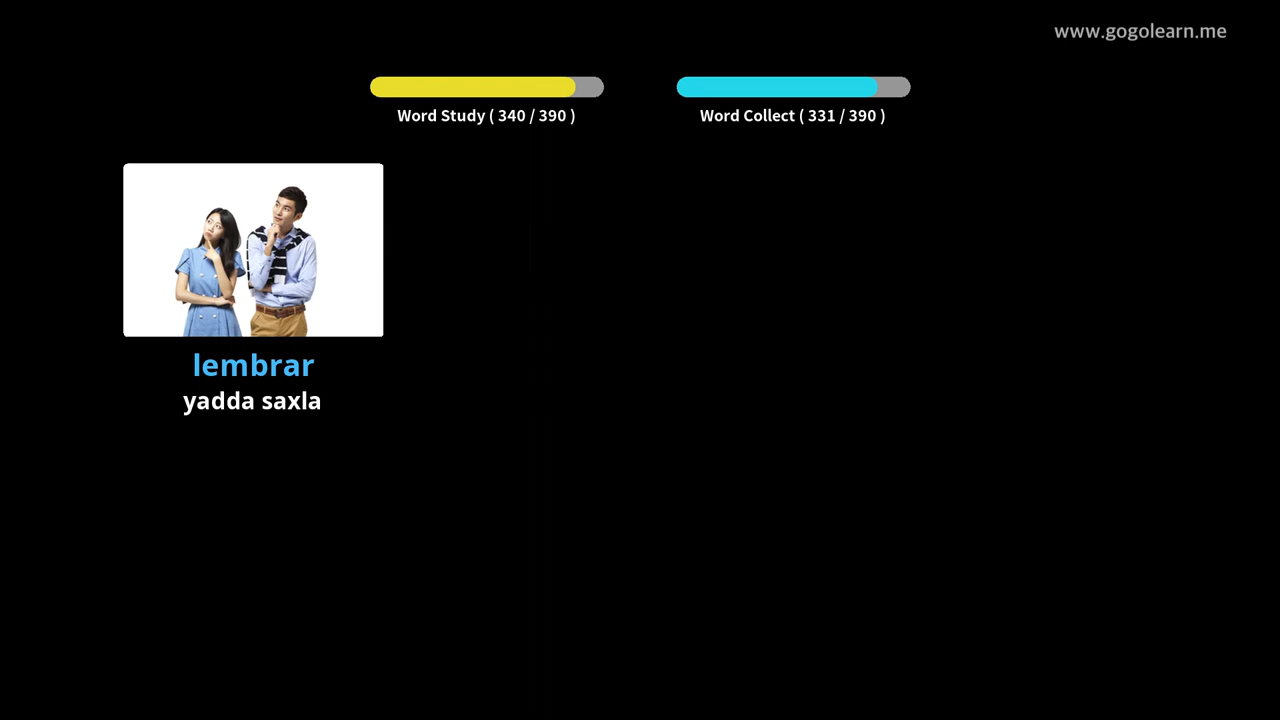 www.gogolearn.me
Word Study ( 340 / 390 )
Word Collect ( 331 / 390 )
lembrar
yadda saxla